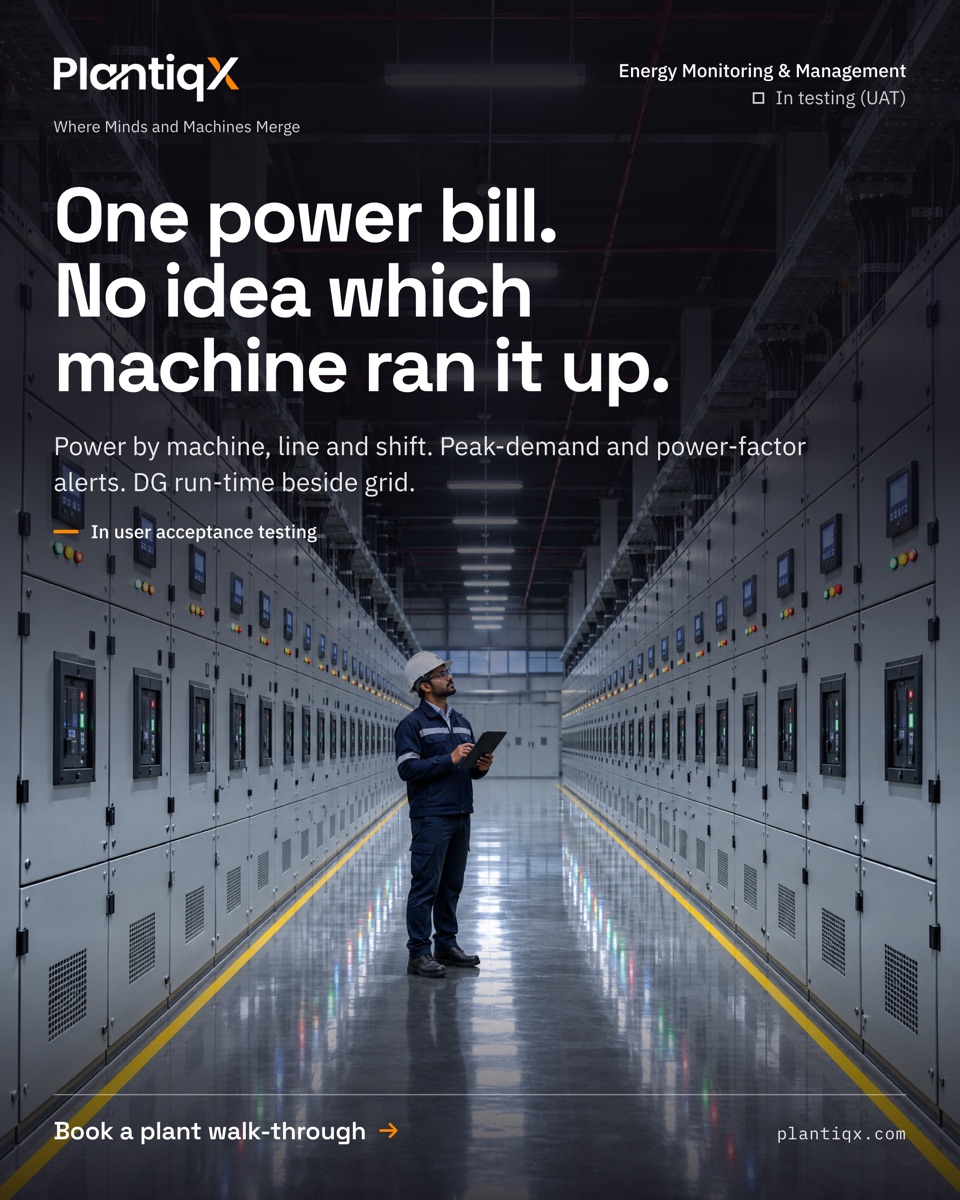 PlantiqX
Where Minds and Machines Merge
Energy Monitoring & Management
In testing (UAT)
One power bill.
No idea which
machine ran it up.
Power by machine, line and shift. Peak-demand and power-factor
alerts. DG run-time beside grid.
In user acceptance testing
Book a plant walk-through →
plantiqx.com